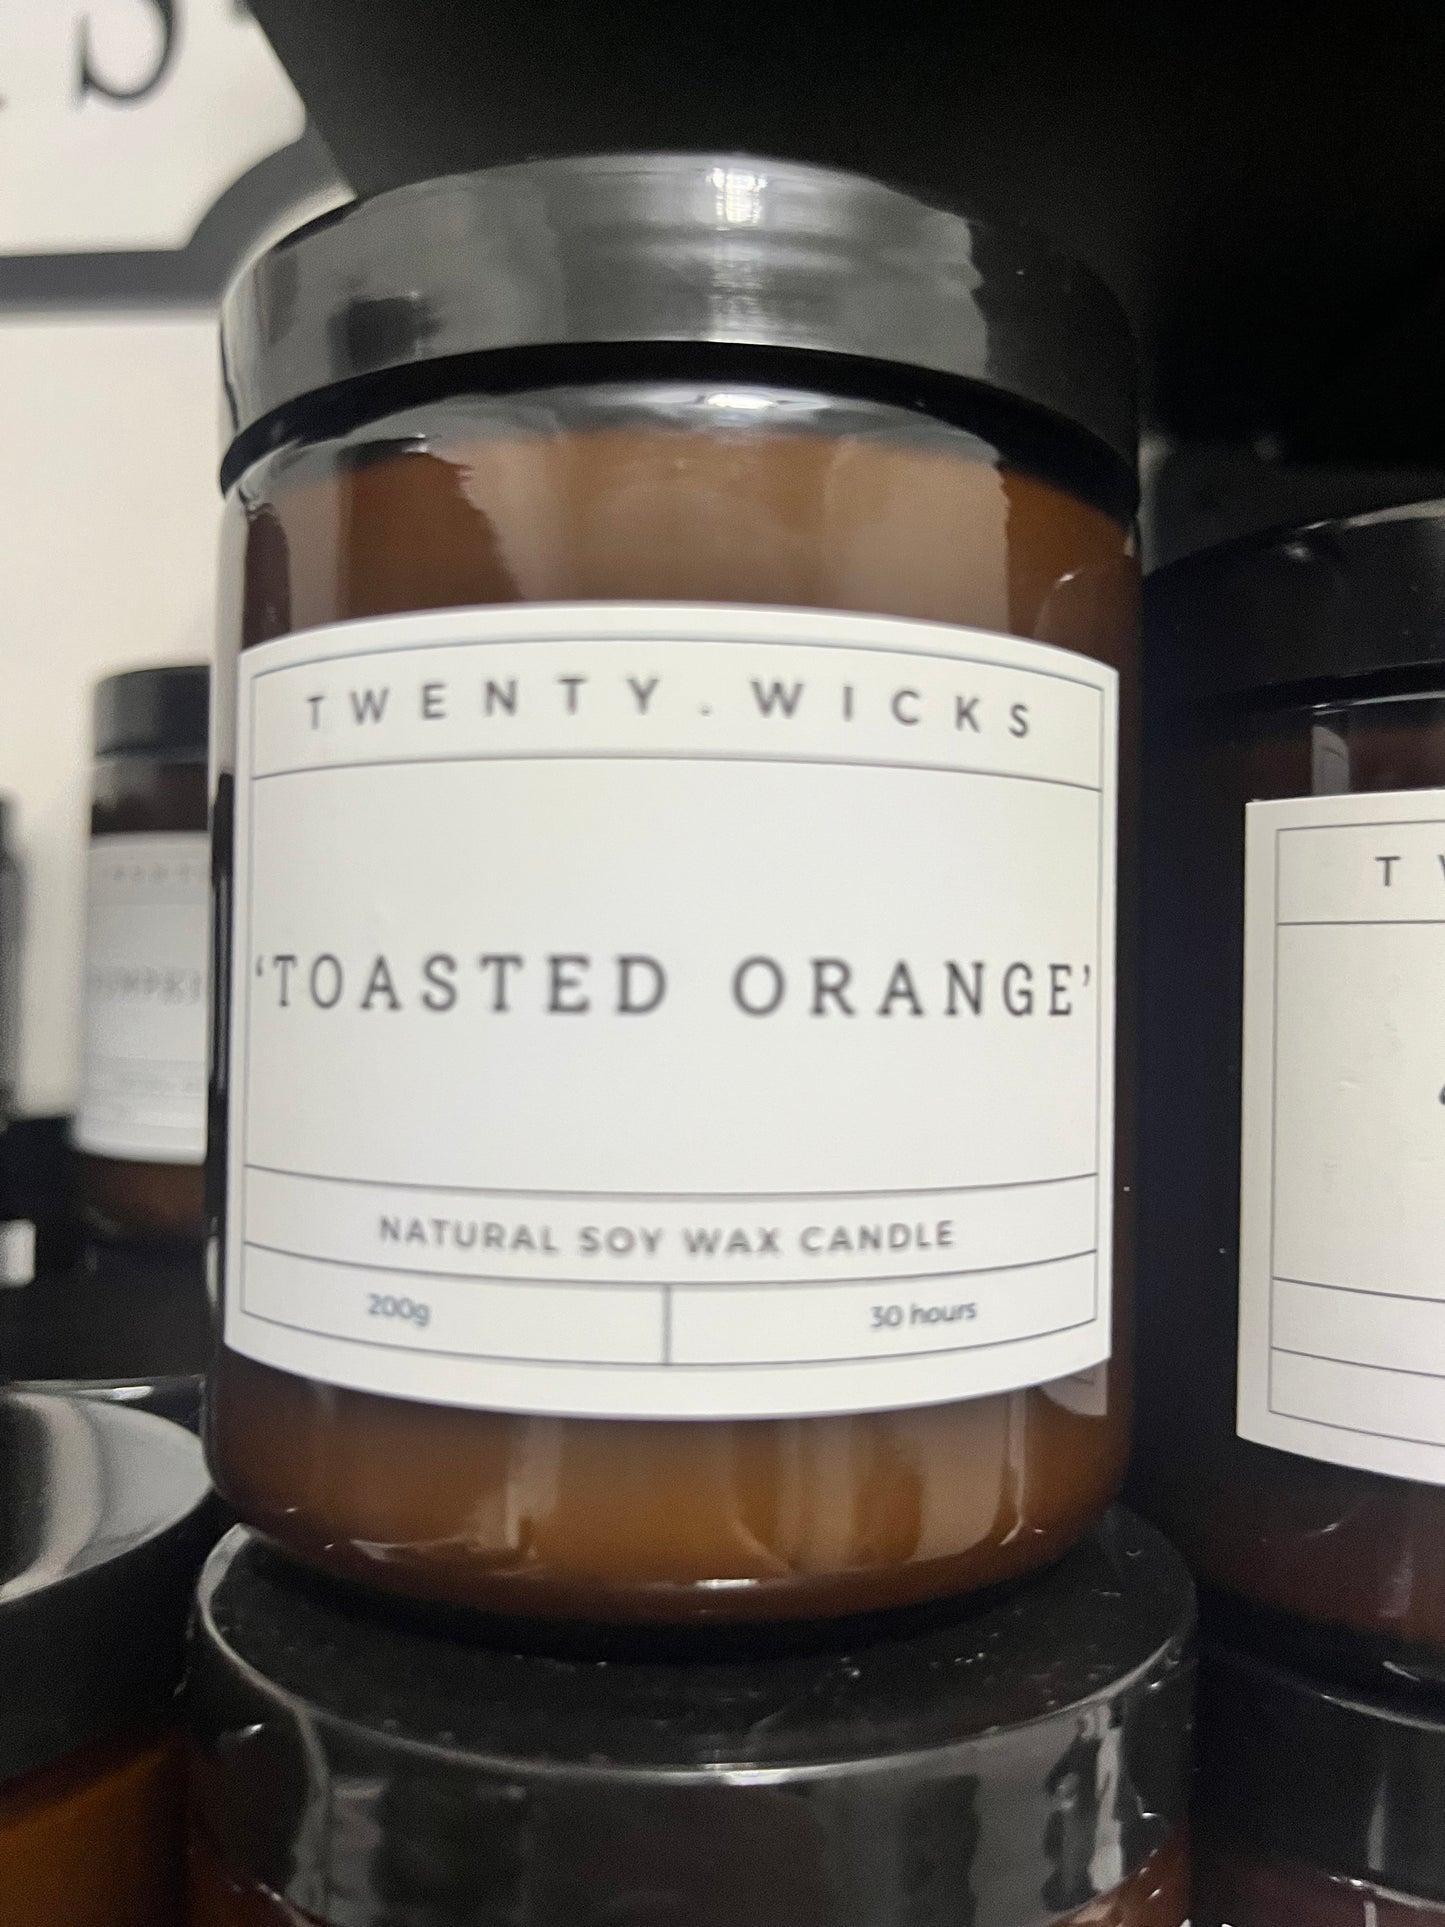 S
TWENTY.WICKS
'TOASTED ORANGE'
NATURAL SOY WAX CANDLE
200g
30 hours
T